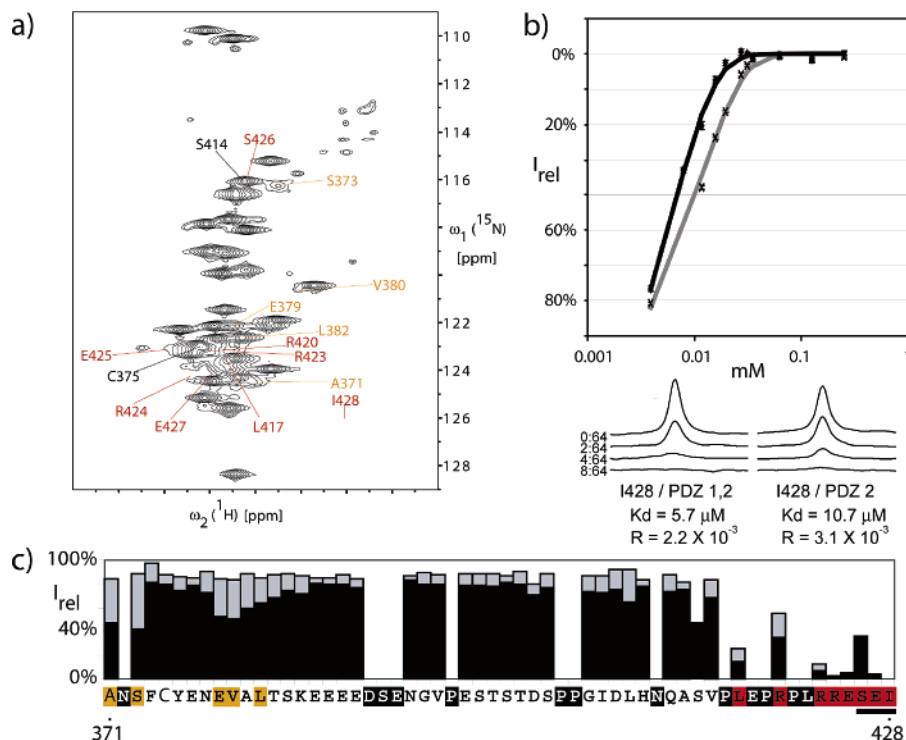 a)
110
112
114
116
118
120
122
124
126
128
ω1 (15N)
[ppm]
S414
S426
S373
V380
E379
L382
R420
E425
R423
C375
A371
R424
I428
E427
L417
ω2 (1H) [ppm]
b)
0%
20%
Irel
60%
80%
0.001
0.01
0.1
1
mM
0:64
2:64
4:64
8:64
I428 / PDZ 1,2
Kd = 5.7 μM
R = 2.2 X 10-3
I428 / PDZ 2
Kd = 10.7 μM
R = 3.1 X 10-3
c)
100%
Irel
40%
0%
ANSFCYENEVALTSKEEEEDSENGVPESTSTDSPPGIDLHNQASVPLEPRPLRRESEI
371
428